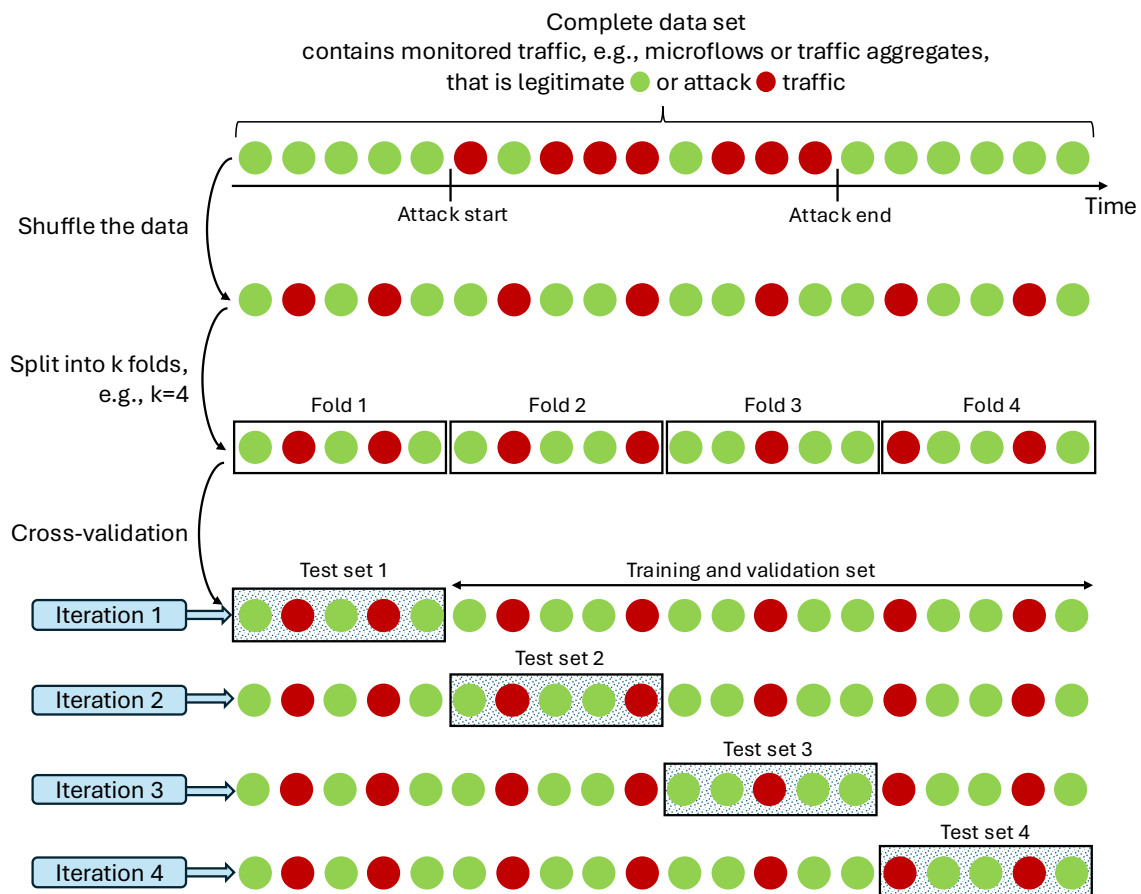 Complete data set
contains monitored traffic, e.g., microflows or traffic aggregates,
that is legitimate or attack traffic
Attack start
Attack end
Time
Shuffle the data
Split into k folds,
e.g., k=4
Fold 1
Fold 2
Fold 3
Fold 4
Cross-validation
Test set 1
Training and validation set
Iteration 1
Test set 2
Iteration 2
Test set 3
Iteration 3
Test set 4
Iteration 4